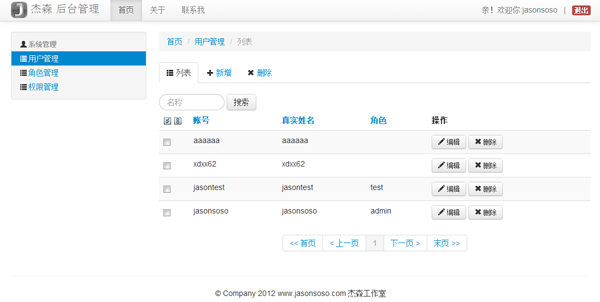 杰森 后台管理 首页 关于 联系我 亲！欢迎你:jasonsoso | 退出
系统管理
用户管理
角色管理
权限管理
首页 / 用户管理 / 列表
列表 新增 删除
名称 搜索
账号 真实姓名 角色 操作
aaaaaa aaaaaa 编辑 删除
xdxx62 xdxx62 编辑 删除
jasontest jasontest test 编辑 删除
jasonsoso jasonsoso admin 编辑 删除
<< 首页 < 上一页 1 下一页 > 末页 >>
© Company 2012 www.jasonsoso.com 杰森工作室